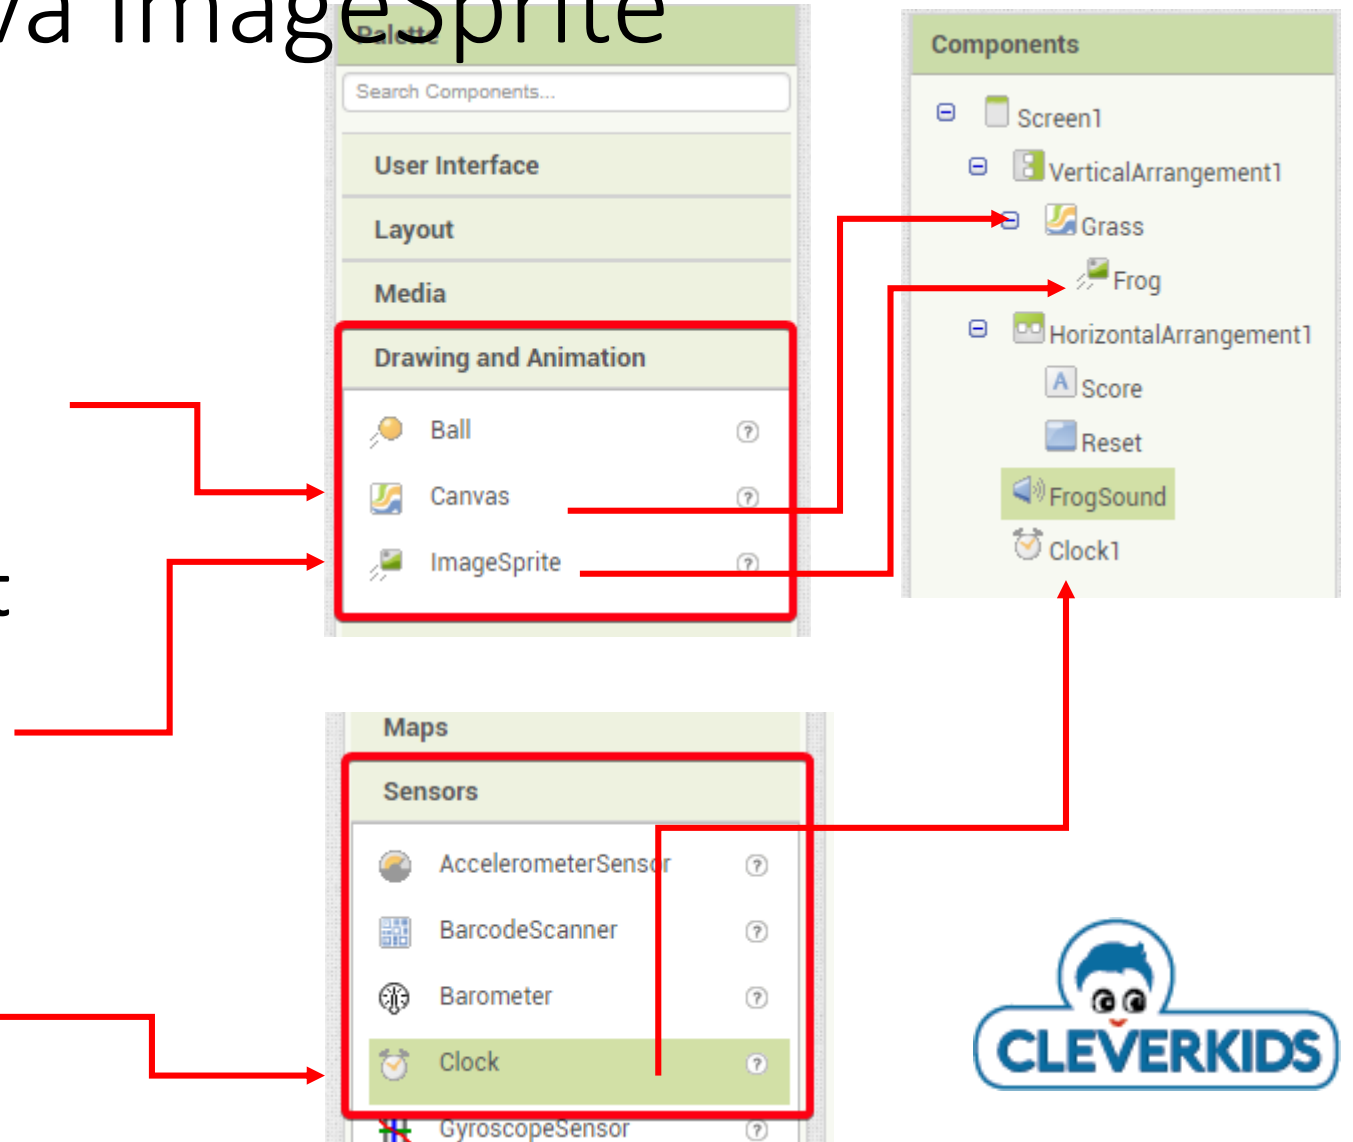 và ImageSprite
Palette
Search Components...
User Interface
Layout
Media
Drawing and Animation
Ball
Canvas
ImageSprite
t
Maps
Sensors
AccelerometerSensor
BarcodeScanner
Barometer
Clock
GyroscopeSensor
Components
Screen1
VerticalArrangement1
Grass
Frog
HorizontalArrangement1
Score
Reset
FrogSound
Clock1
CLEVERKIDS